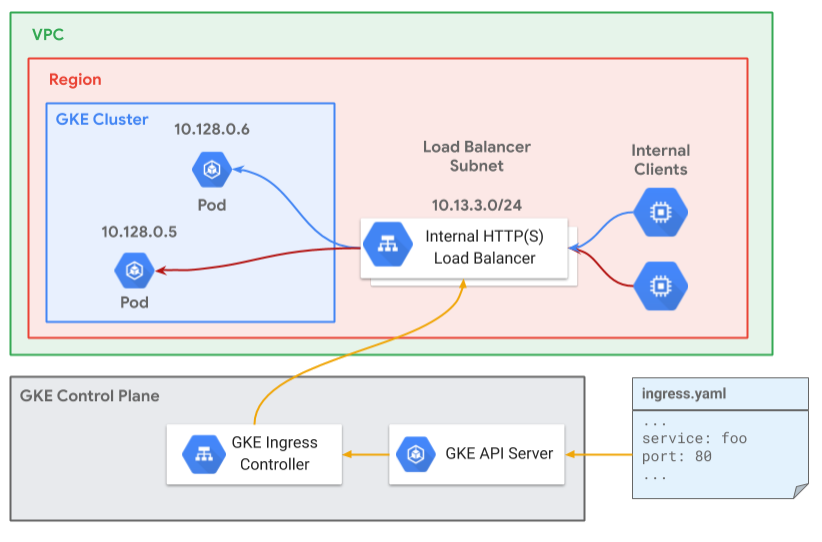 VPC
Region
GKE Cluster
10.128.0.6
Pod
10.128.0.5
Pod
Load Balancer
Subnet
10.13.3.0/24
Internal HTTP(S)
Load Balancer
Internal
Clients
GKE Control Plane
GKE Ingress
Controller
GKE API Server
ingress.yaml
...
service: foo
port: 80
...